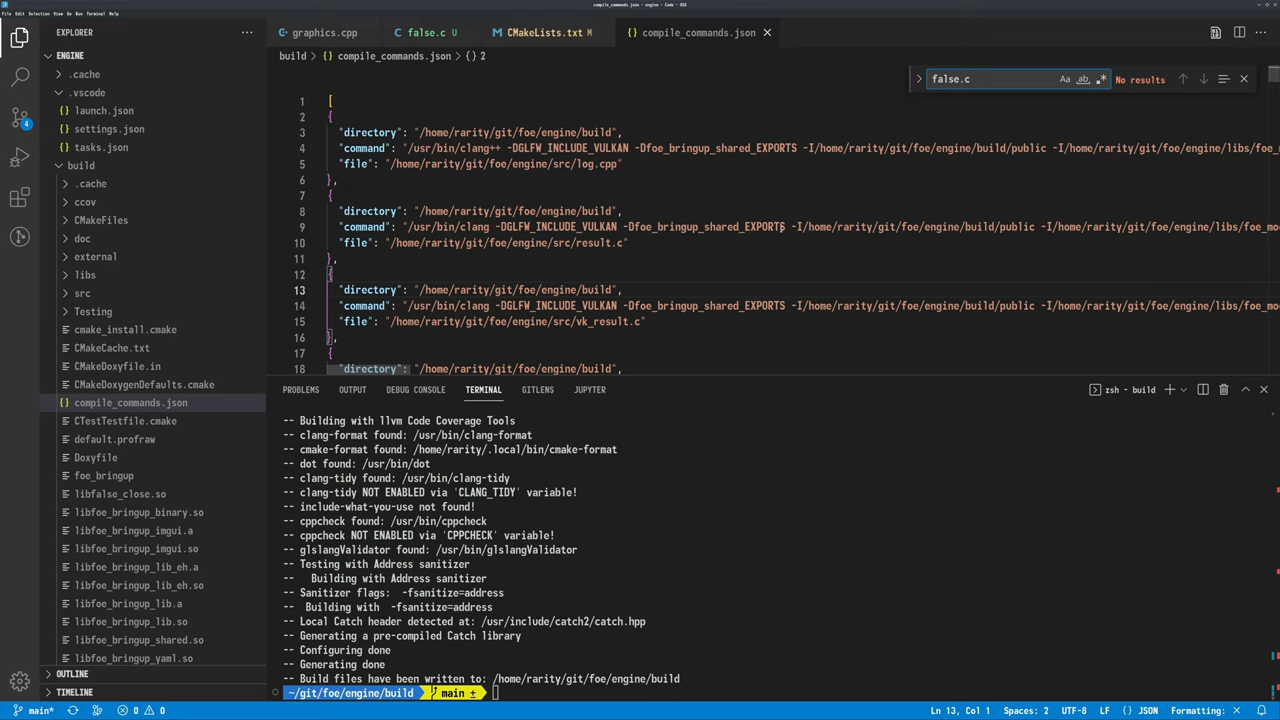 compile_commands.json - engine - Code - OSS
File Edit Selection View Go Run Terminal Help
EXPLORER
graphics.cpp
false.c U
CMakeLists.txt M
compile_commands.json
ENGINE
build > compile_commands.json > {} 2
.cache
.vscode
launch.json
settings.json
tasks.json
build
.cache
ccov
CMakeFiles
doc
external
libs
src
Testing
cmake_install.cmake
CMakeCache.txt
CMakeDoxyfile.in
CMakeDoxygenDefaults.cmake
compile_commands.json
CTestTestfile.cmake
default.profraw
Doxyfile
foe_bringup
libfalse_close.so
libfoe_bringup_binary.so
libfoe_bringup_imgui.a
libfoe_bringup_imgui.so
libfoe_bringup_lib_eh.a
libfoe_bringup_lib_eh.so
libfoe_bringup_lib.a
libfoe_bringup_lib.so
libfoe_bringup_shared.so
libfoe_bringup_yaml.so
OUTLINE
TIMELINE
4
false.c
Aa ab .*
No results
1 [
2 {
3 "directory": "/home/rarity/git/foe/engine/build",
4 "command": "/usr/bin/clang++ -DGLFW_INCLUDE_VULKAN -Dfoe_bringup_shared_EXPORTS -I/home/rarity/git/foe/engine/build/public -I/home/rarity/git/foe/engine/libs/foe_mo
5 "file": "/home/rarity/git/foe/engine/src/log.cpp"
6 },
7 {
8 "directory": "/home/rarity/git/foe/engine/build",
9 "command": "/usr/bin/clang -DGLFW_INCLUDE_VULKAN -Dfoe_bringup_shared_EXPORTS -I/home/rarity/git/foe/engine/build/public -I/home/rarity/git/foe/engine/libs/foe_mo
10 "file": "/home/rarity/git/foe/engine/src/result.c"
11 },
12 {
13 "directory": "/home/rarity/git/foe/engine/build",
14 "command": "/usr/bin/clang -DGLFW_INCLUDE_VULKAN -Dfoe_bringup_shared_EXPORTS -I/home/rarity/git/foe/engine/build/public -I/home/rarity/git/foe/engine/libs/foe_mo
15 "file": "/home/rarity/git/foe/engine/src/vk_result.c"
16 },
17 {
18 "directory": "/home/rarity/git/foe/engine/build",
PROBLEMS OUTPUT DEBUG CONSOLE TERMINAL GITLENS JUPYTER
zsh - build
-- Building with llvm Code Coverage Tools
-- clang-format found: /usr/bin/clang-format
-- cmake-format found: /home/rarity/.local/bin/cmake-format
-- dot found: /usr/bin/dot
-- clang-tidy found: /usr/bin/clang-tidy
-- clang-tidy NOT ENABLED via 'CLANG_TIDY' variable!
-- include-what-you-use not found!
-- cppcheck found: /usr/bin/cppcheck
-- cppcheck NOT ENABLED via 'CPPCHECK' variable!
-- glslangValidator found: /usr/bin/glslangValidator
-- Testing with Address sanitizer
-- Building with Address sanitizer
-- Sanitizer flags: -fsanitize=address
-- Building with -fsanitize=address
-- Local Catch header detected at: /usr/include/catch2/catch.hpp
-- Generating a pre-compiled Catch library
-- Configuring done
-- Generating done
-- Build files have been written to: /home/rarity/git/foe/engine/build
~/git/foe/engine/build main ±
main* 0 0
Ln 13, Col 1 Spaces: 2 UTF-8 LF {} JSON Formatting: